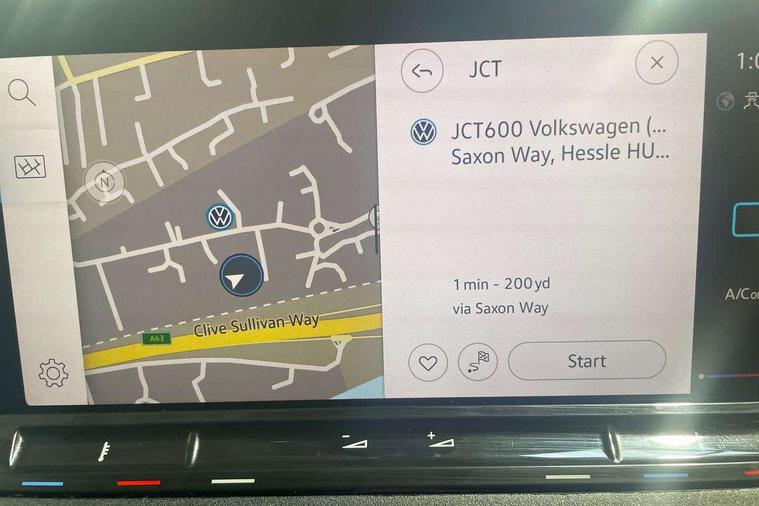 JCT
JCT600 Volkswagen (...
Saxon Way, Hessle HU...
N
A63
Clive Sullivan Way
1 min - 200 yd
via Saxon Way
Start
A/C